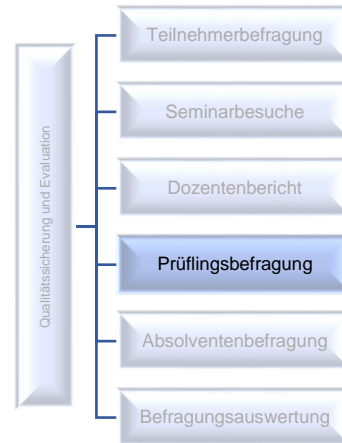 Qualitätssicherung und Evaluation
Teilnehmerbefragung
Seminarbesuche
Dozentenbericht
Prüflingsbefragung
Absolventenbefragung
Befragungsauswertung